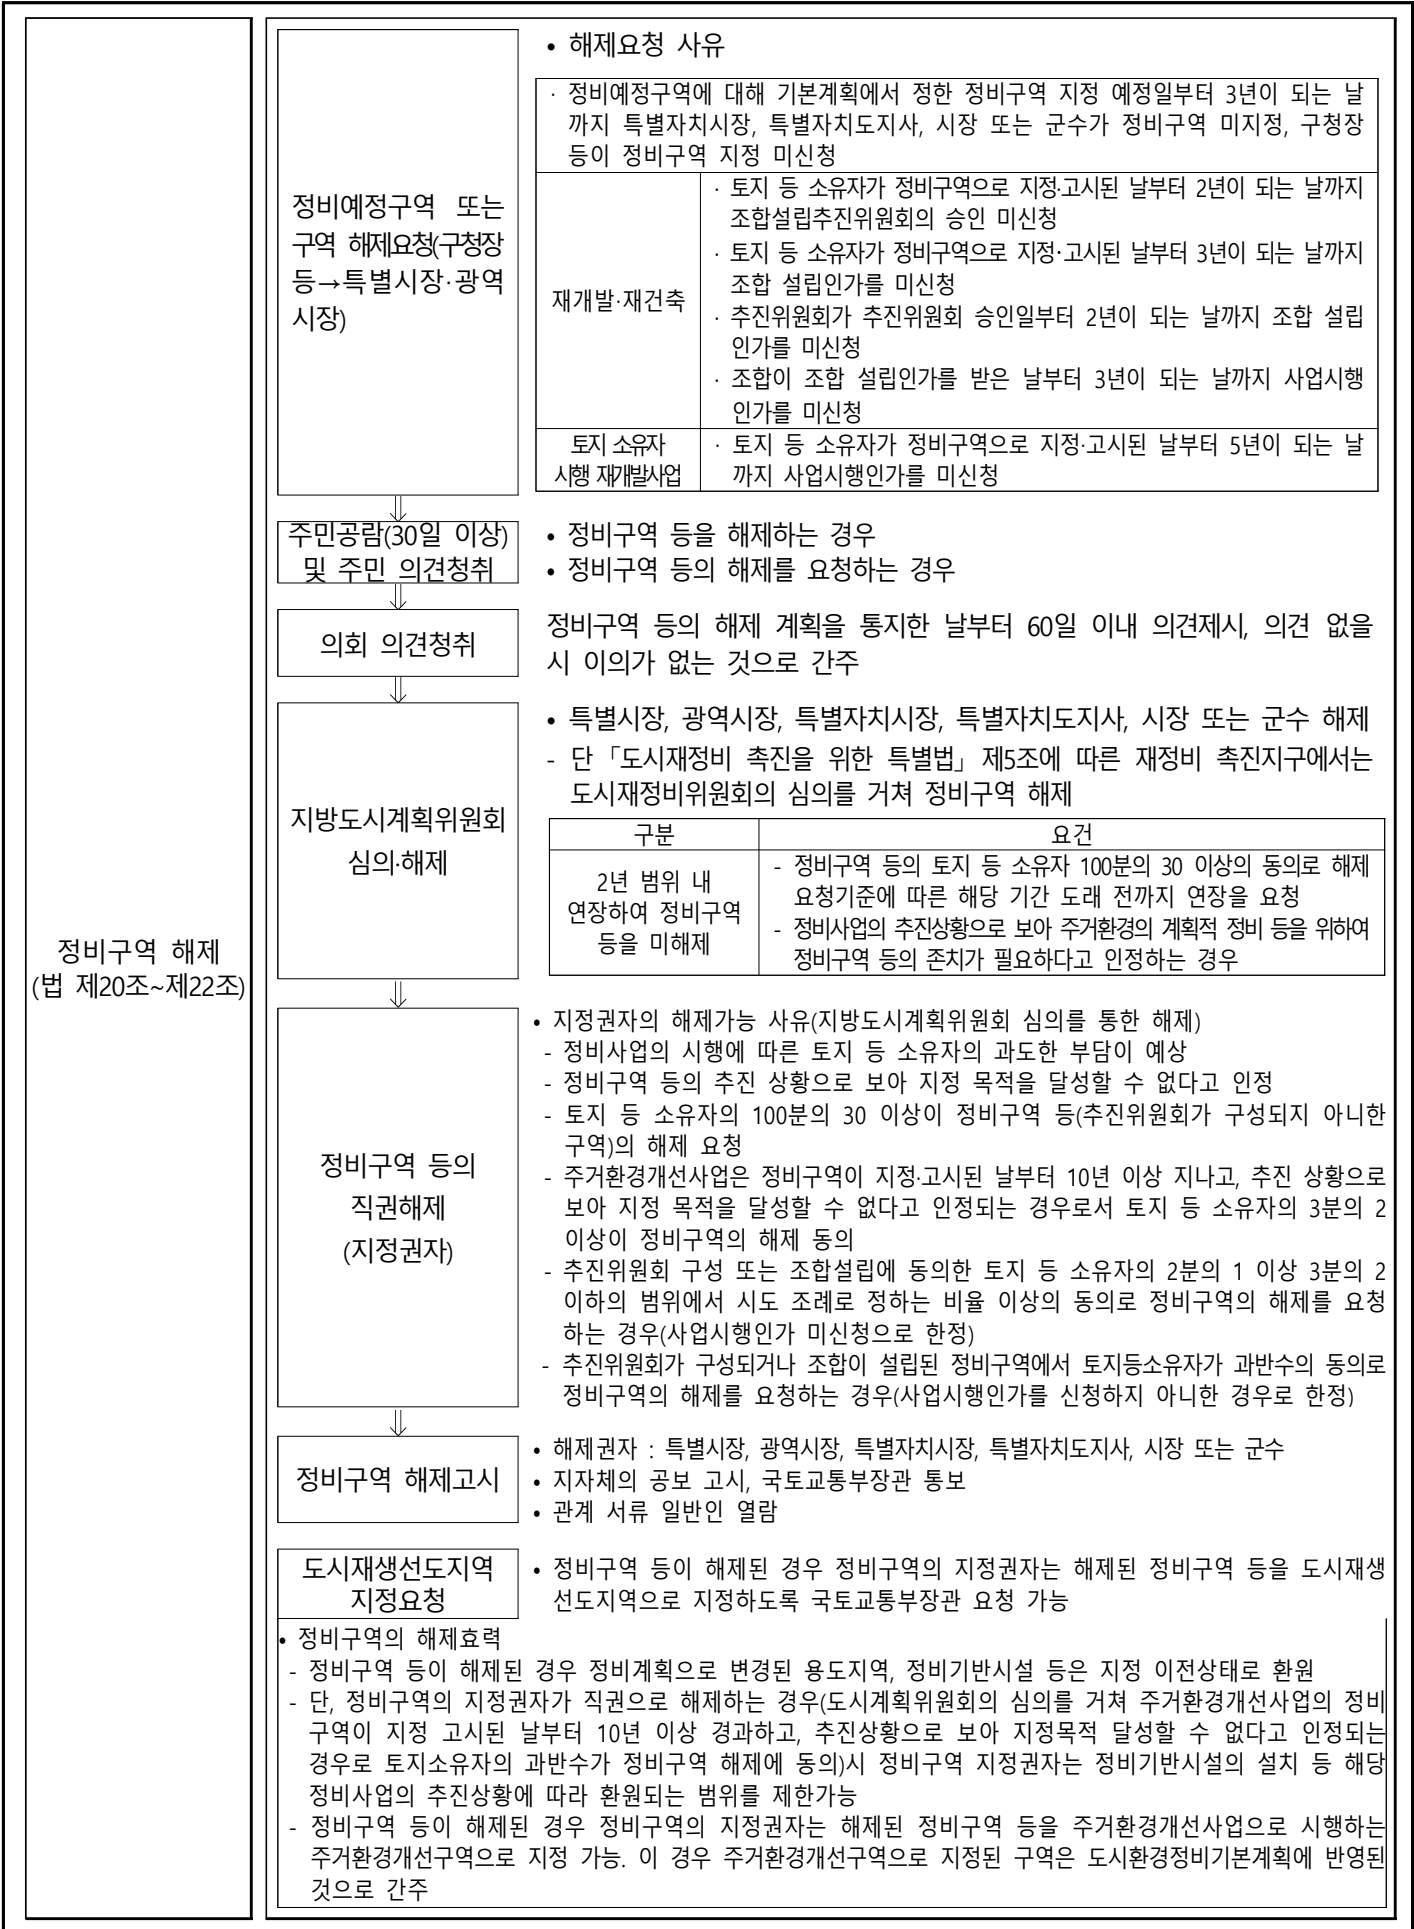 정비구역 해제
(법 제20조~제22조)
정비예정구역 또는
구역 해제요청(구청장
등→특별시장·광역
시장)
• 해제요청 사유
· 정비예정구역에 대해 기본계획에서 정한 정비구역 지정 예정일부터 3년이 되는 날
까지 특별자치시장, 특별자치도지사, 시장 또는 군수가 정비구역 미지정, 구청장
등이 정비구역 지정 미신청
재개발·재건축
· 토지 등 소유자가 정비구역으로 지정·고시된 날부터 2년이 되는 날까지
조합설립추진위원회의 승인 미신청
· 토지 등 소유자가 정비구역으로 지정·고시된 날부터 3년이 되는 날까지
조합 설립인가를 미신청
· 추진위원회가 추진위원회 승인일부터 2년이 되는 날까지 조합 설립
인가를 미신청
· 조합이 조합 설립인가를 받은 날부터 3년이 되는 날까지 사업시행
인가를 미신청
토지 소유자
시행 재개발사업
· 토지 등 소유자가 정비구역으로 지정·고시된 날부터 5년이 되는 날
까지 사업시행인가를 미신청
주민공람(30일 이상)
및 주민 의견청취
• 정비구역 등을 해제하는 경우
• 정비구역 등의 해제를 요청하는 경우
의회 의견청취
정비구역 등의 해제 계획을 통지한 날부터 60일 이내 의견제시, 의견 없을
시 이의가 없는 것으로 간주
지방도시계획위원회
심의·해제
• 특별시장, 광역시장, 특별자치시장, 특별자치도지사, 시장 또는 군수 해제
- 단「도시재정비 촉진을 위한 특별법」제5조에 따른 재정비 촉진지구에서는
도시재정비위원회의 심의를 거쳐 정비구역 해제
구분 요건
2년 범위 내
연장하여 정비구역
등을 미해제
- 정비구역 등의 토지 등 소유자 100분의 30 이상의 동의로 해제
요청기준에 따른 해당 기간 도래 전까지 연장을 요청
- 정비사업의 추진상황으로 보아 주거환경의 계획적 정비 등을 위하여
정비구역 등의 존치가 필요하다고 인정하는 경우
정비구역 등의
직권해제
(지정권자)
• 지정권자의 해제가능 사유(지방도시계획위원회 심의를 통한 해제)
- 정비사업의 시행에 따른 토지 등 소유자의 과도한 부담이 예상
- 정비구역 등의 추진 상황으로 보아 지정 목적을 달성할 수 없다고 인정
- 토지 등 소유자의 100분의 30 이상이 정비구역 등(추진위원회가 구성되지 아니한
구역)의 해제 요청
- 주거환경개선사업은 정비구역이 지정·고시된 날부터 10년 이상 지나고, 추진 상황으로
보아 지정 목적을 달성할 수 없다고 인정되는 경우로서 토지 등 소유자의 3분의 2
이상이 정비구역의 해제 동의
- 추진위원회 구성 또는 조합설립에 동의한 토지 등 소유자의 2분의 1 이상 3분의 2
이하의 범위에서 시도 조례로 정하는 비율 이상의 동의로 정비구역의 해제를 요청
하는 경우(사업시행인가 미신청으로 한정)
- 추진위원회가 구성되거나 조합이 설립된 정비구역에서 토지등소유자가 과반수의 동의로
정비구역의 해제를 요청하는 경우(사업시행인가를 신청하지 아니한 경우로 한정)
정비구역 해제고시
• 해제권자 : 특별시장, 광역시장, 특별자치시장, 특별자치도지사, 시장 또는 군수
• 지자체의 공보 고시, 국토교통부장관 통보
• 관계 서류 일반인 열람
도시재생선도지역
지정요청
• 정비구역 등이 해제된 경우 정비구역의 지정권자는 해제된 정비구역 등을 도시재생
선도지역으로 지정하도록 국토교통부장관 요청 가능
• 정비구역의 해제효력
- 정비구역 등이 해제된 경우 정비계획으로 변경된 용도지역, 정비기반시설 등은 지정 이전상태로 환원
- 단, 정비구역의 지정권자가 직권으로 해제하는 경우(도시계획위원회의 심의를 거쳐 주거환경개선사업의 정비
구역이 지정 고시된 날부터 10년 이상 경과하고, 추진상황으로 보아 지정목적 달성할 수 없다고 인정되는
경우로 토지소유자의 과반수가 정비구역 해제에 동의)시 정비구역 지정권자는 정비기반시설의 설치 등 해당
정비사업의 추진상황에 따라 환원되는 범위를 제한가능
- 정비구역 등이 해제된 경우 정비구역의 지정권자는 해제된 정비구역 등을 주거환경개선사업으로 시행하는
주거환경개선구역으로 지정 가능. 이 경우 주거환경개선구역으로 지정된 구역은 도시환경정비기본계획에 반영된
것으로 간주